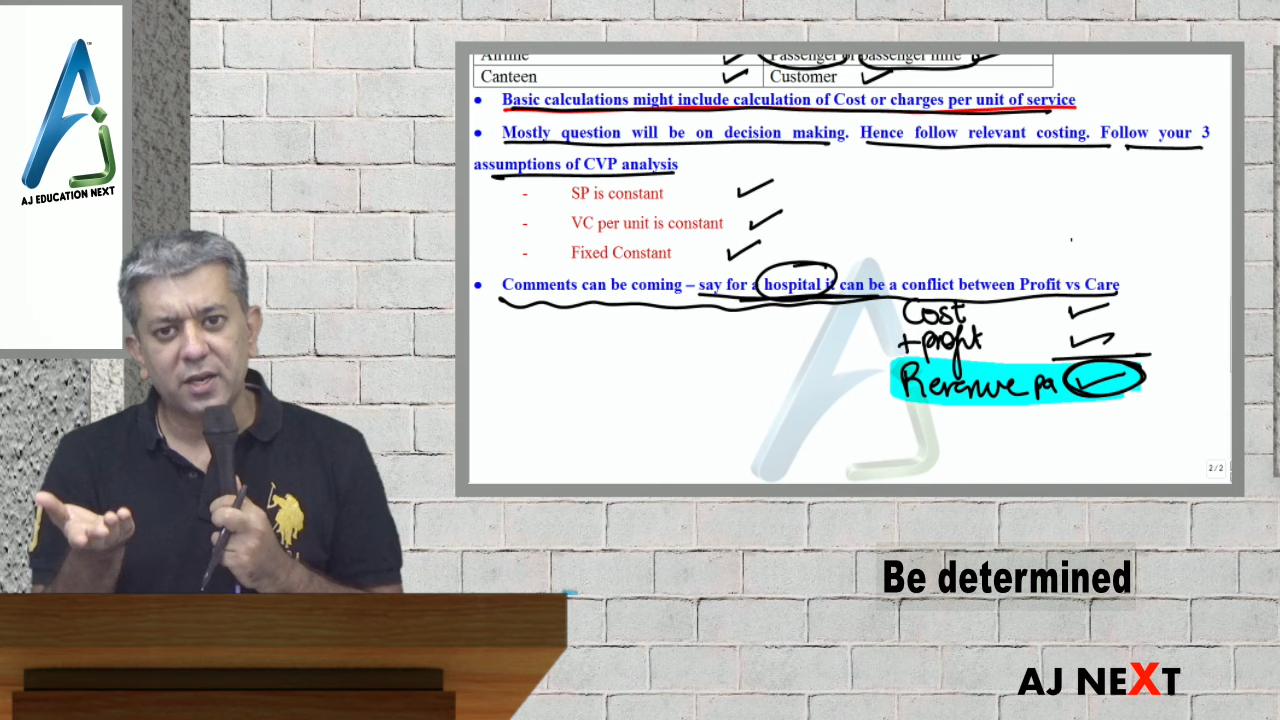 AJ EDUCATION NEXT
Airline Passenger or passenger mile
Canteen Customer
• Basic calculations might include calculation of Cost or charges per unit of service
• Mostly question will be on decision making. Hence follow relevant costing. Follow your 3
assumptions of CVP analysis
- SP is constant
- VC per unit is constant
- Fixed Constant
• Comments can be coming – say for a hospital it can be a conflict between Profit vs Care
Cost
+ profit
Revenue pa
2 / 2
Be determined
AJ NEXT